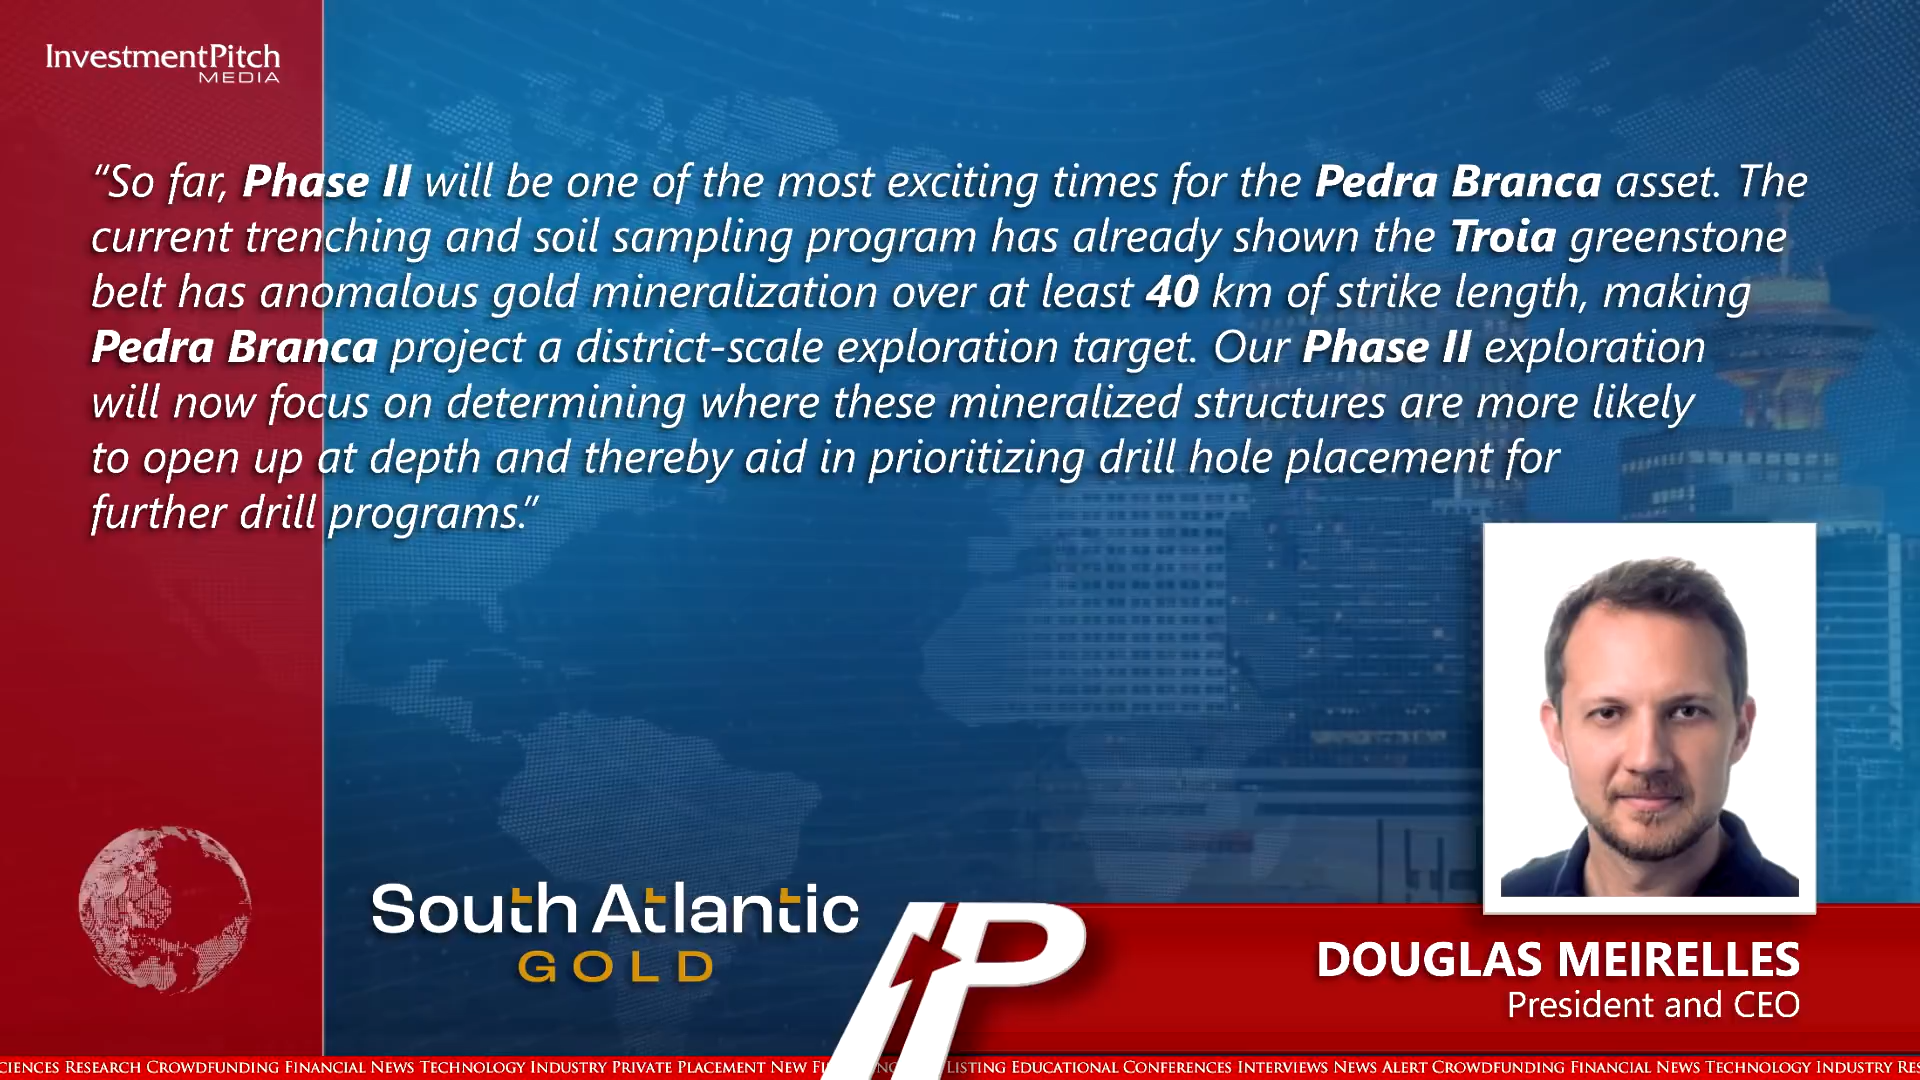 InvestmentPitch
MEDIA
“So far, Phase II will be one of the most exciting times for the Pedra Branca asset. The
current trenching and soil sampling program has already shown the Troia greenstone
belt has anomalous gold mineralization over at least 40 km of strike length, making
Pedra Branca project a district-scale exploration target. Our Phase II exploration
will now focus on determining where these mineralized structures are more likely
to open up at depth and thereby aid in prioritizing drill hole placement for
further drill programs.”
South Atlantic
GOLD
IP
DOUGLAS MEIRELLES
President and CEO
RESEARCH CROWDFUNDING FINANCIAL NEWS TECHNOLOGY INDUSTRY PRIVATE PLACEMENT NEW LISTING EDUCATIONAL CONFERENCES INTERVIEWS NEWS ALERT CROWDFUNDING FINANCIAL NEWS TECHNOLOGY INDUSTRY